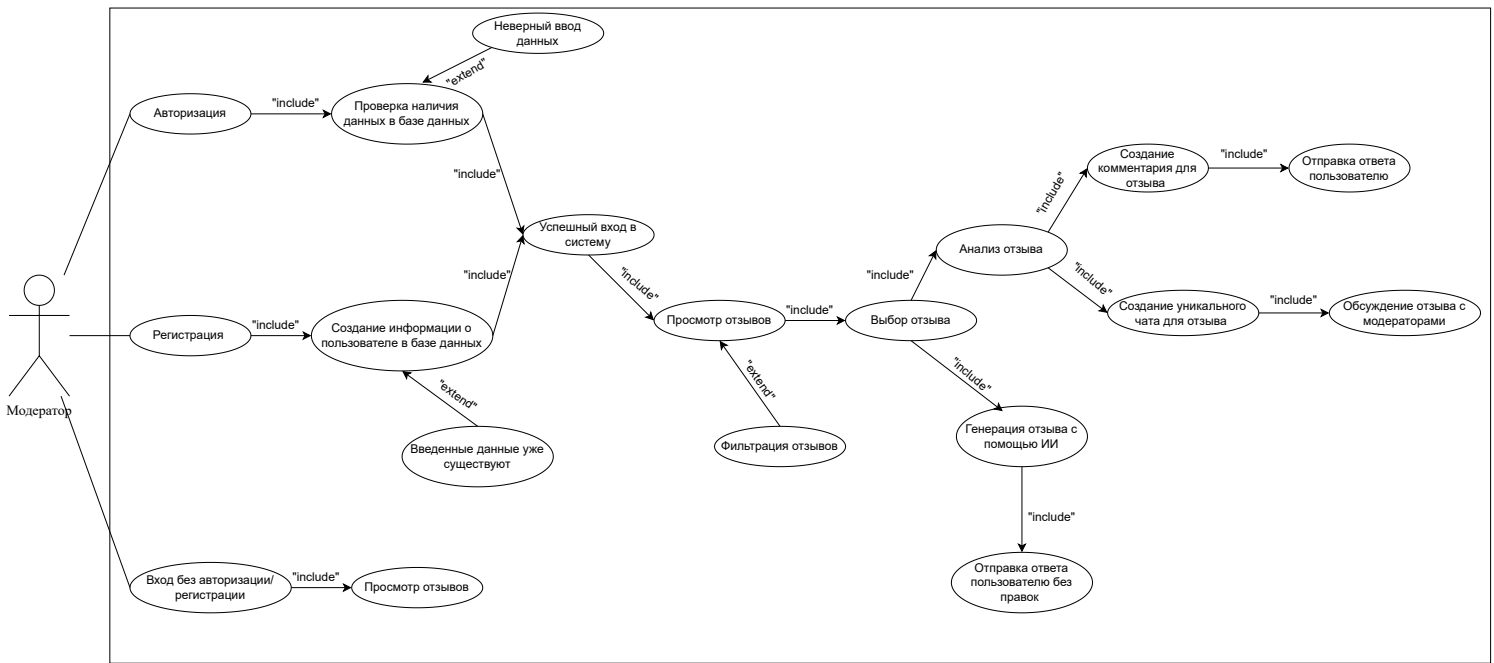 Неверный ввод
данных
"extend"
Авторизация
"include"
Проверка наличия
данных в базе данных
"include"
Создание
комментария для
отзыва
"include"
Отправка ответа
пользователю
"include"
Успешный вход в
систему
Анализ отзыва
"include"
"include"
"include"
"include"
Регистрация
"include"
Создание информации о
пользователе в базе данных
Просмотр отзывов
"include"
Выбор отзыва
Создание уникального
чата для отзыва
"include"
Обсуждение отзыва с
модераторами
Модератор
"extend"
"extend"
"include"
Введенные данные уже
существуют
Фильтрация отзывов
Генерация отзыва с
помощью ИИ
"include"
Вход без авторизации/
регистрации
"include"
Просмотр отзывов
Отправка ответа
пользователю без
правок